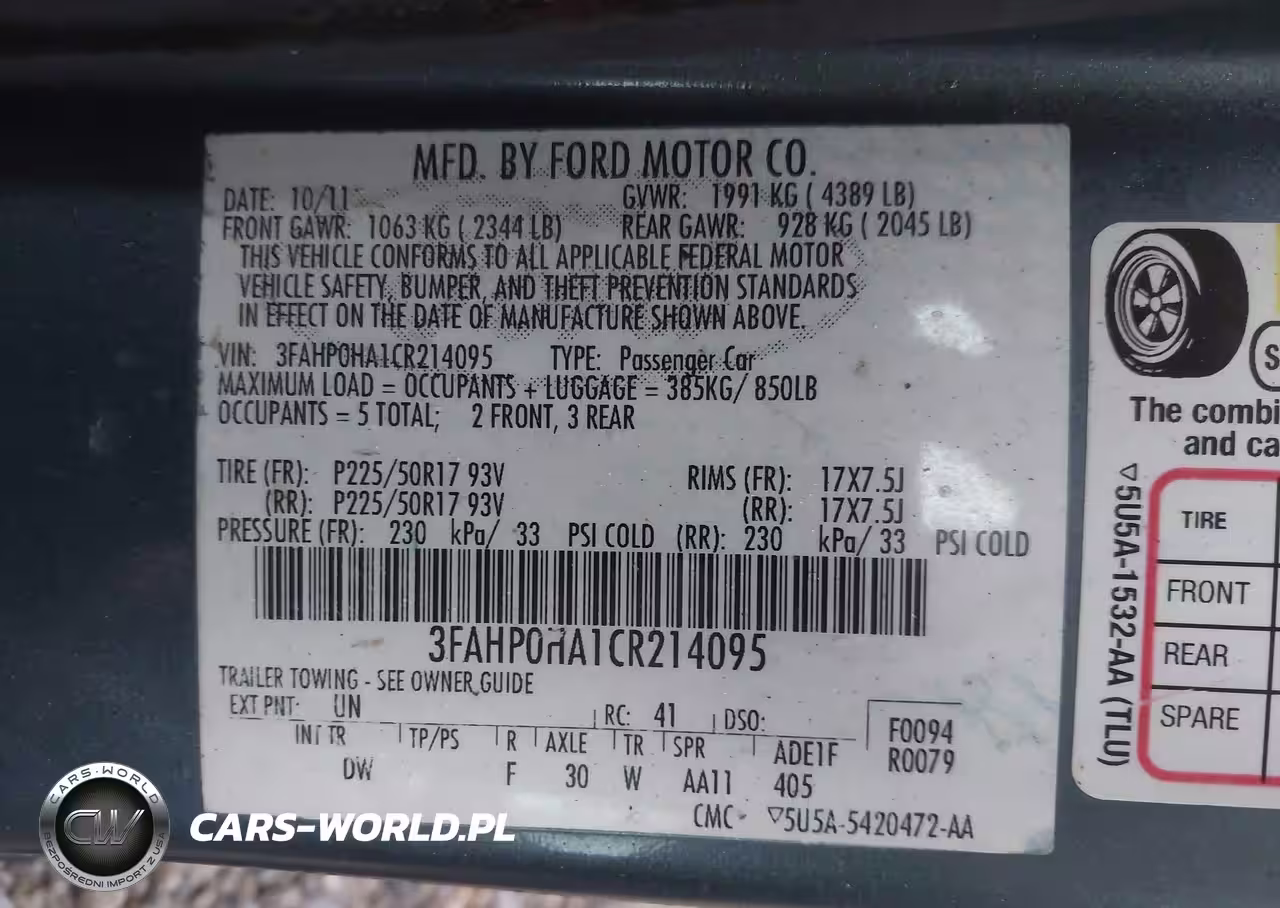 MFD. BY FORD MOTOR CO.
DATE: 10/11 GVWR: 1991 KG ( 4389 LB)
FRONT GAWR: 1063 KG ( 2344 LB) REAR GAWR: 928 KG ( 2045 LB)
THIS VEHICLE CONFORMS TO ALL APPLICABLE FEDERAL MOTOR
VEHICLE SAFETY, BUMPER, AND THEFT PREVENTION STANDARDS
IN EFFECT ON THE DATE OF MANUFACTURE SHOWN ABOVE.
VIN: 3FAHP0HA1CR214095 TYPE: Passenger Car
MAXIMUM LOAD = OCCUPANTS + LUGGAGE = 385KG/ 850LB
OCCUPANTS = 5 TOTAL; 2 FRONT, 3 REAR
TIRE (FR): P225/50R17 93V RIMS (FR): 17X7.5J
(RR): P225/50R17 93V (RR): 17X7.5J
PRESSURE (FR): 230 kPa/ 33 PSI COLD (RR): 230 kPa/ 33 PSI COLD
3FAHP0HA1CR214095
TRAILER TOWING - SEE OWNER GUIDE
EXT PNT: UN RC: 41 DSO:
INT TR TP/PS R AXLE TR SPR ADE1F F0094
DW F 30 W AA11 405 R0079
CMC ▽5U5A-5420472-AA
The combi
and ca
TIRE
FRONT
REAR
SPARE
▽5U5A-1532-AA (TLU)
CARS-WORLD
CW
BEZPOŚREDNI IMPORT Z USA
CARS-WORLD.PL